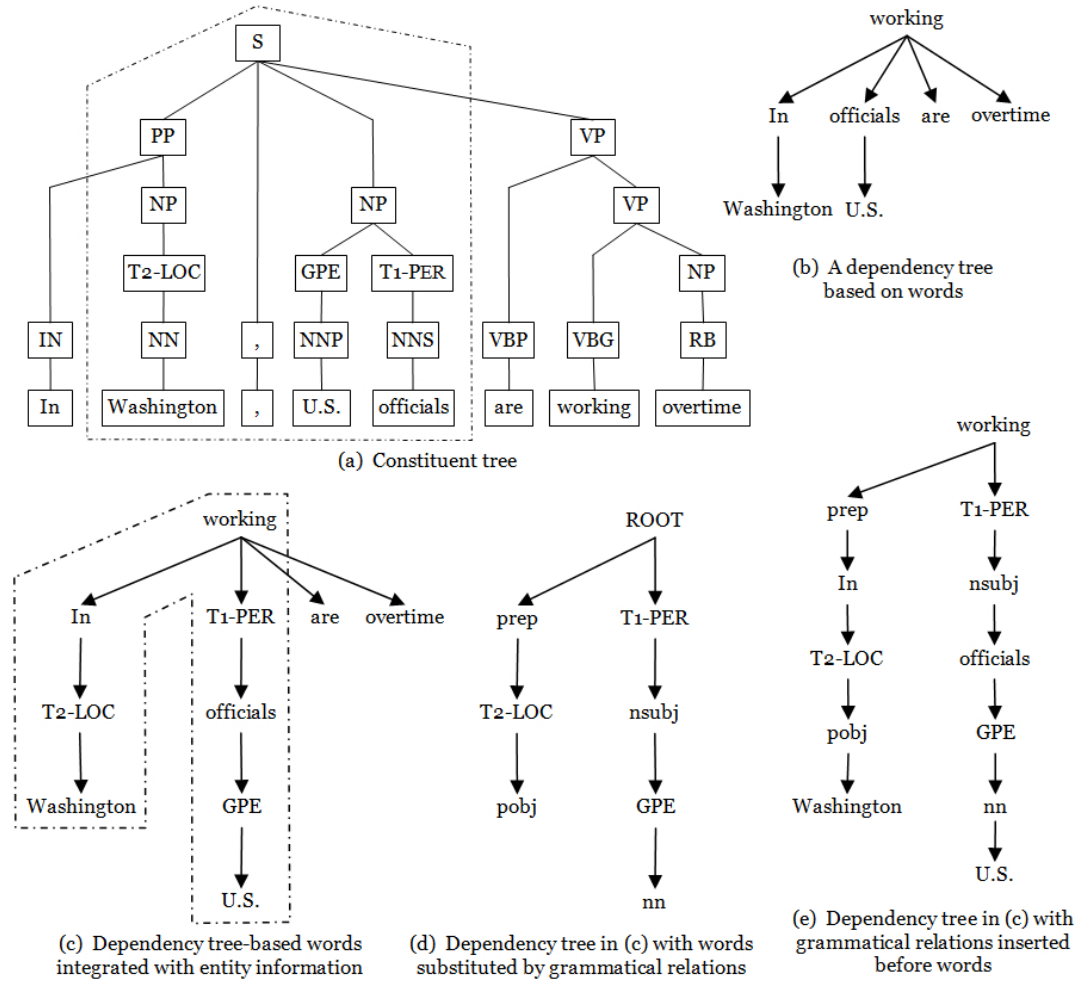 S
PP
VP
NP
NP
VP
T2-LOC
GPE
T1-PER
NP
IN
NN
,
NNP
NNS
VBP
VBG
RB
In
Washington
,
U.S.
officials
are
working
overtime
(a) Constituent tree
working
In
officials
are
overtime
Washington
U.S.
(b) A dependency tree
based on words
working
In
T1-PER
are
overtime
T2-LOC
officials
Washington
GPE
U.S.
(c) Dependency tree-based words
integrated with entity information
ROOT
prep
T1-PER
T2-LOC
nsubj
pobj
GPE
nn
(d) Dependency tree in (c) with words
substituted by grammatical relations
working
prep
T1-PER
In
nsubj
T2-LOC
officials
pobj
GPE
Washington
nn
U.S.
(e) Dependency tree in (c) with
grammatical relations inserted
before words